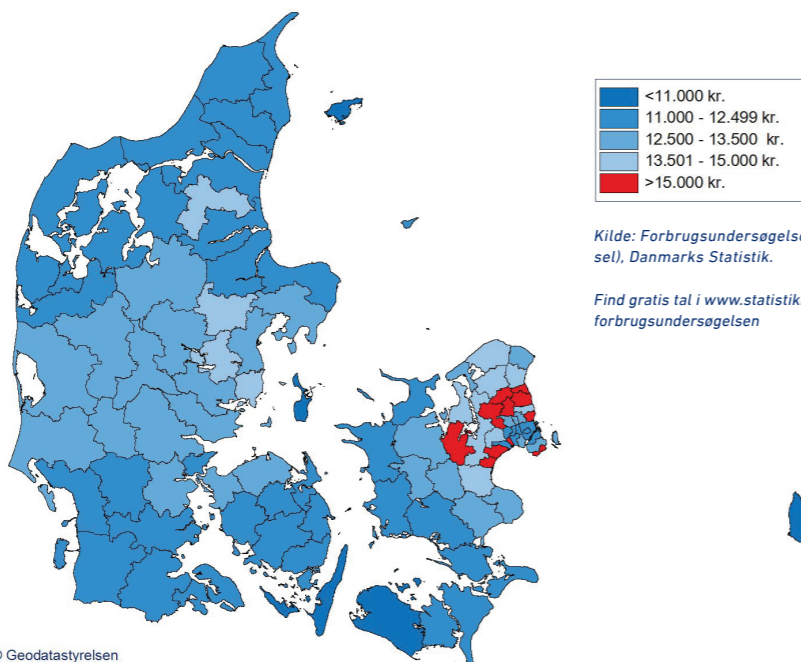 <11.000 kr.
11.000 - 12.499 kr.
12.500 - 13.500 kr.
13.501 - 15.000 kr.
>15.000 kr.
Kilde: Forbrugsundersøgelse
sel), Danmarks Statistik.
Find gratis tal i www.statistik
forbrugsundersøgelsen
© Geodatastyrelsen